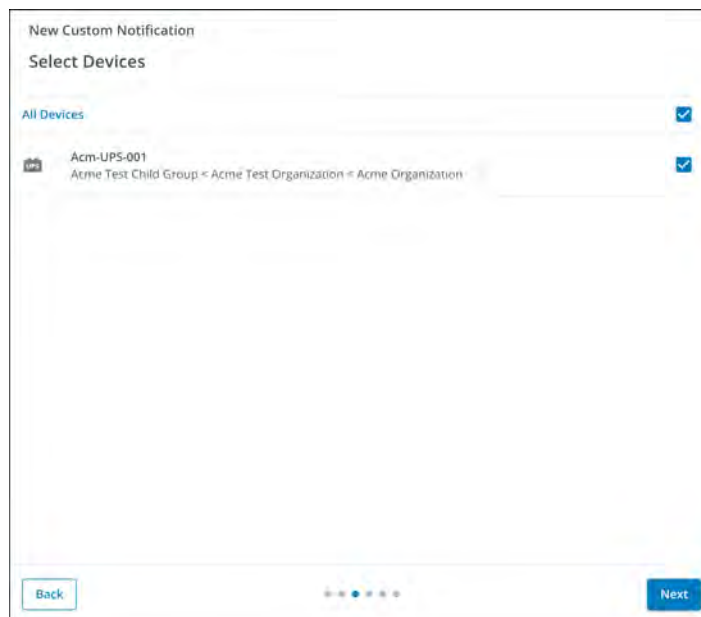 New Custom Notification
Select Devices
All Devices
UPS
Acm-UPS-001
Acme Test Child Group < Acme Test Organization < Acme Organization
Back
Next